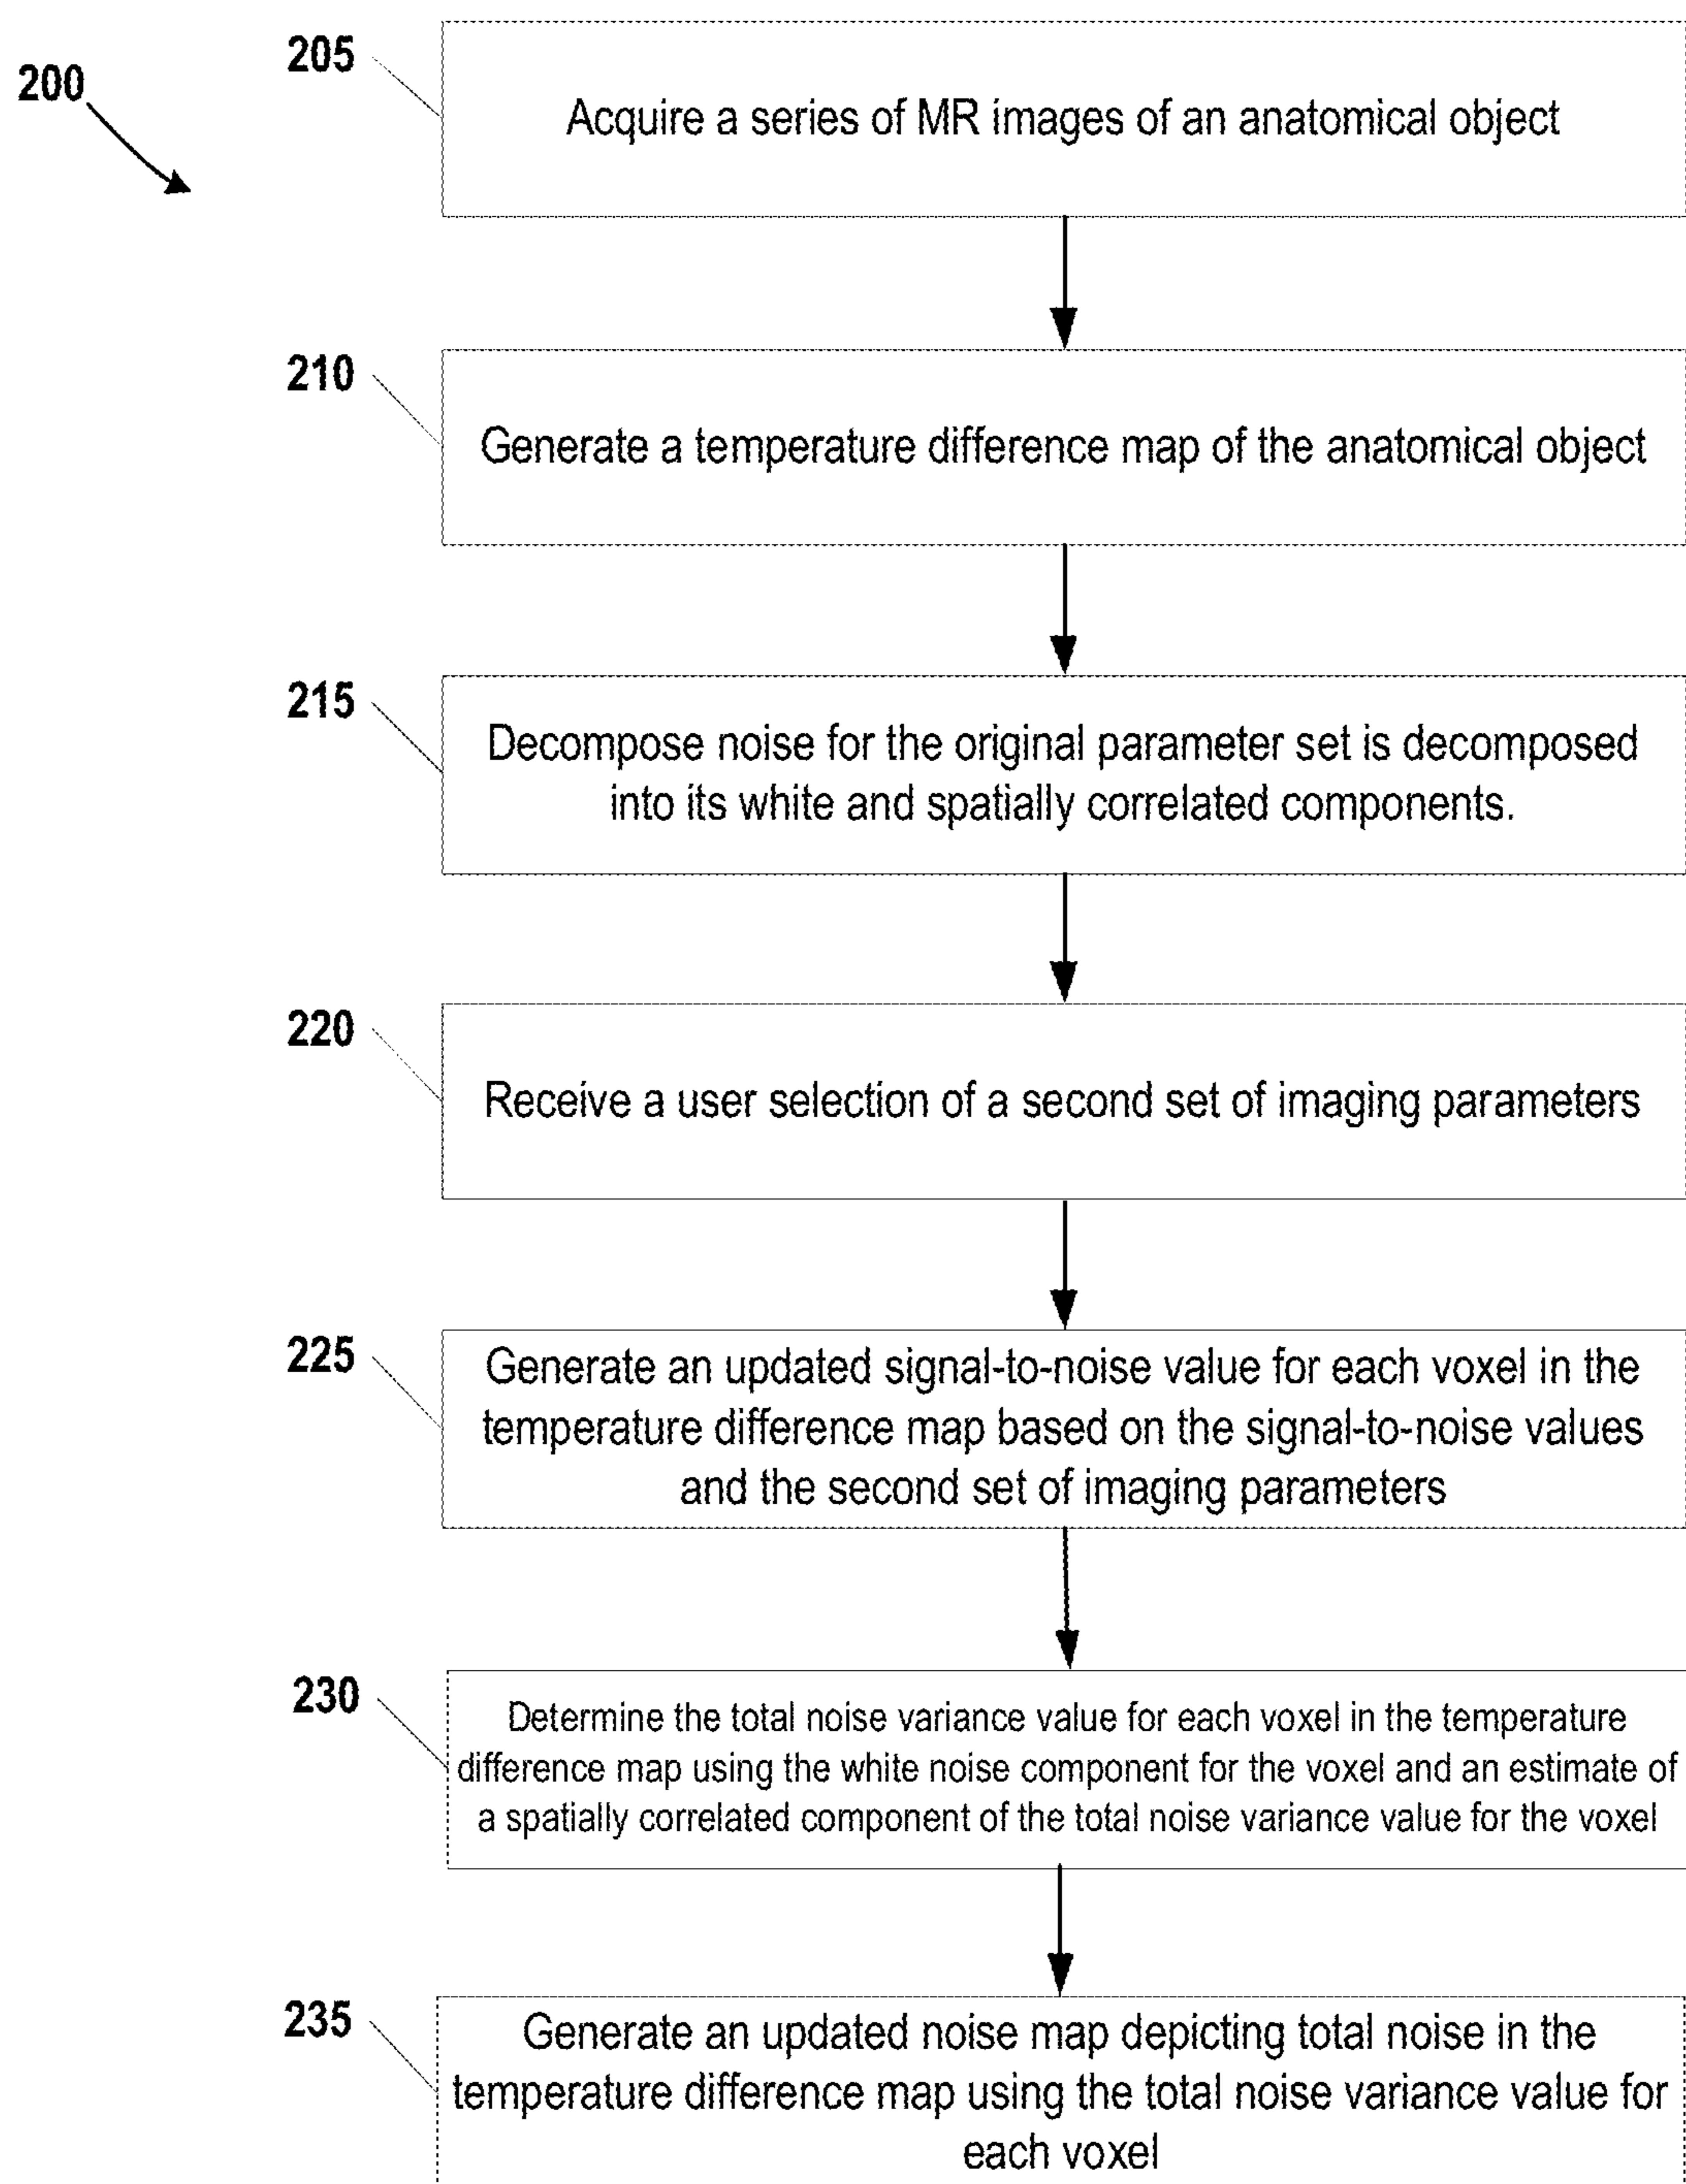 200
205
Acquire a series of MR images of an anatomical object
210
Generate a temperature difference map of the anatomical object
215
Decompose noise for the original parameter set is decomposed
into its white and spatially correlated components.
220
Receive a user selection of a second set of imaging parameters
225
Generate an updated signal-to-noise value for each voxel in the
temperature difference map based on the signal-to-noise values
and the second set of imaging parameters
230
Determine the total noise variance value for each voxel in the temperature
difference map using the white noise component for the voxel and an estimate of
a spatially correlated component of the total noise variance value for the voxel
235
Generate an updated noise map depicting total noise in the
temperature difference map using the total noise variance value for
each voxel